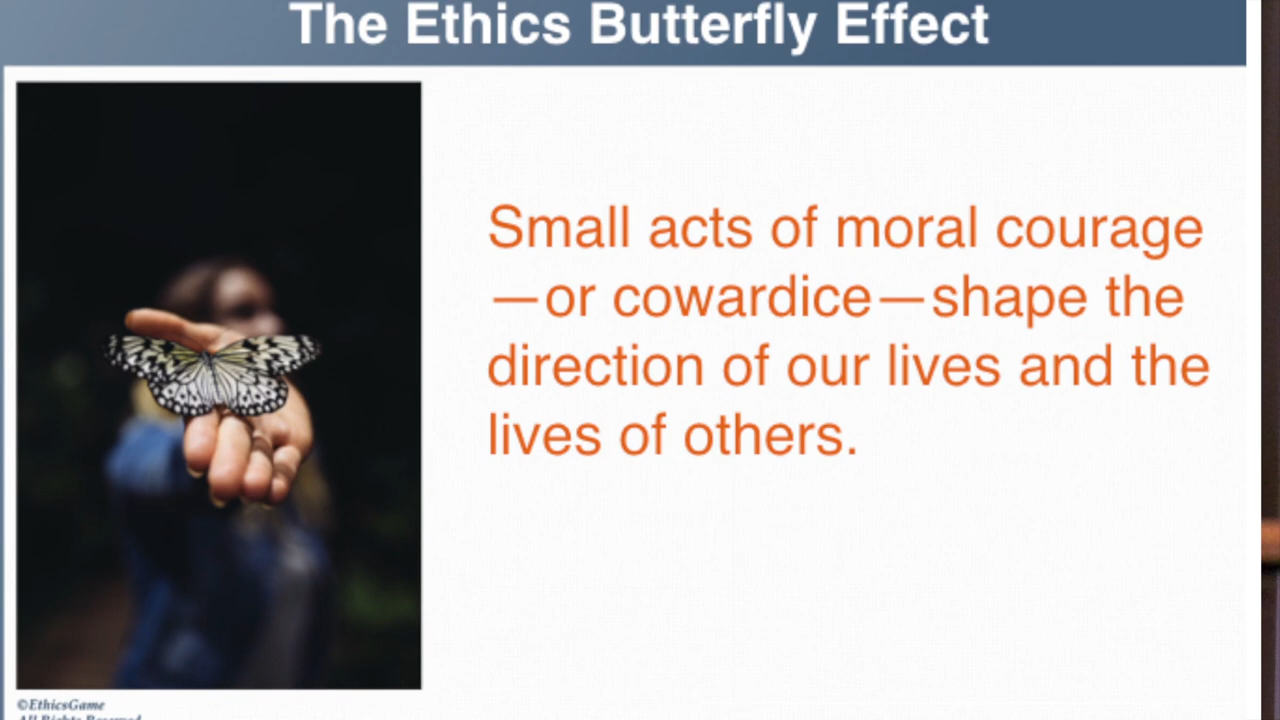 The Ethics Butterfly Effect
Small acts of moral courage
—or cowardice—shape the
direction of our lives and the
lives of others.
©EthicsGame
All Rights Reserved